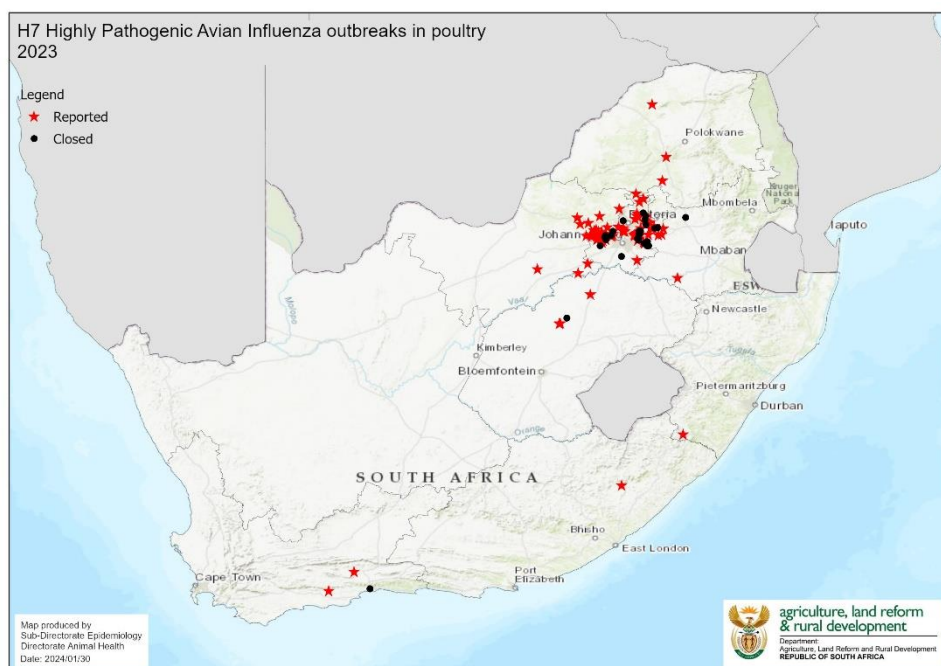 H7 Highly Pathogenic Avian Influenza outbreaks in poultry
2023
Legend
Reported
Closed
Polokwane
Kruger
National
Park
Mbombela
Maputo
Johann
Mbaban
ESW
Molopo
Vaal
Newcastle
Kimberley
Bloemfontein
Tugela
Pietermaritzburg
Durban
Orange
SOUTH AFRICA
Bhisho
East London
Port
Elizabeth
Cape Town
Map produced by
Sub-Directorate Epidemiology
Directorate Animal Health
Date: 2024/01/30
agriculture, land reform
& rural development
Department:
Agriculture, Land Reform and Rural Development
REPUBLIC OF SOUTH AFRICA